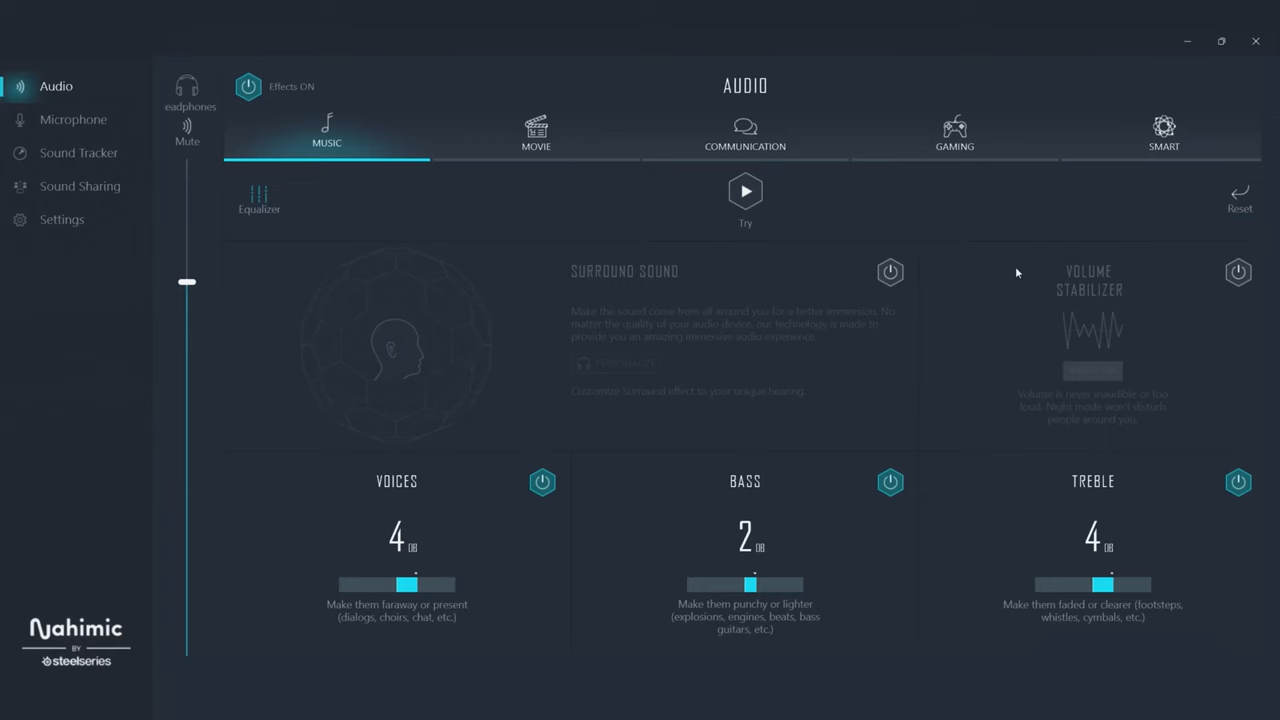 Audio
Microphone
Sound Tracker
Sound Sharing
Settings
eadphones
Mute
Effects ON
AUDIO
MUSIC
MOVIE
COMMUNICATION
GAMING
SMART
Equalizer
Try
Reset
SURROUND SOUND
Make the sound come from all around you for a better immersion. No
matter the quality of your audio device, our technology is made to
provide you an amazing immersive audio experience.
PERSONALIZE
Customize Surround effect to your unique hearing.
VOLUME
STABILIZER
Volume is never inaudible or too
loud. Night mode won't disturb
people around you.
VOICES
4 DB
Make them faraway or present
(dialogs, choirs, chat, etc.)
BASS
2 DB
Make them punchy or lighter
(explosions, engines, beats, bass
guitars, etc.)
TREBLE
4 DB
Make them faded or clearer (footsteps,
whistles, cymbals, etc.)
Nahimic
BY
steelseries